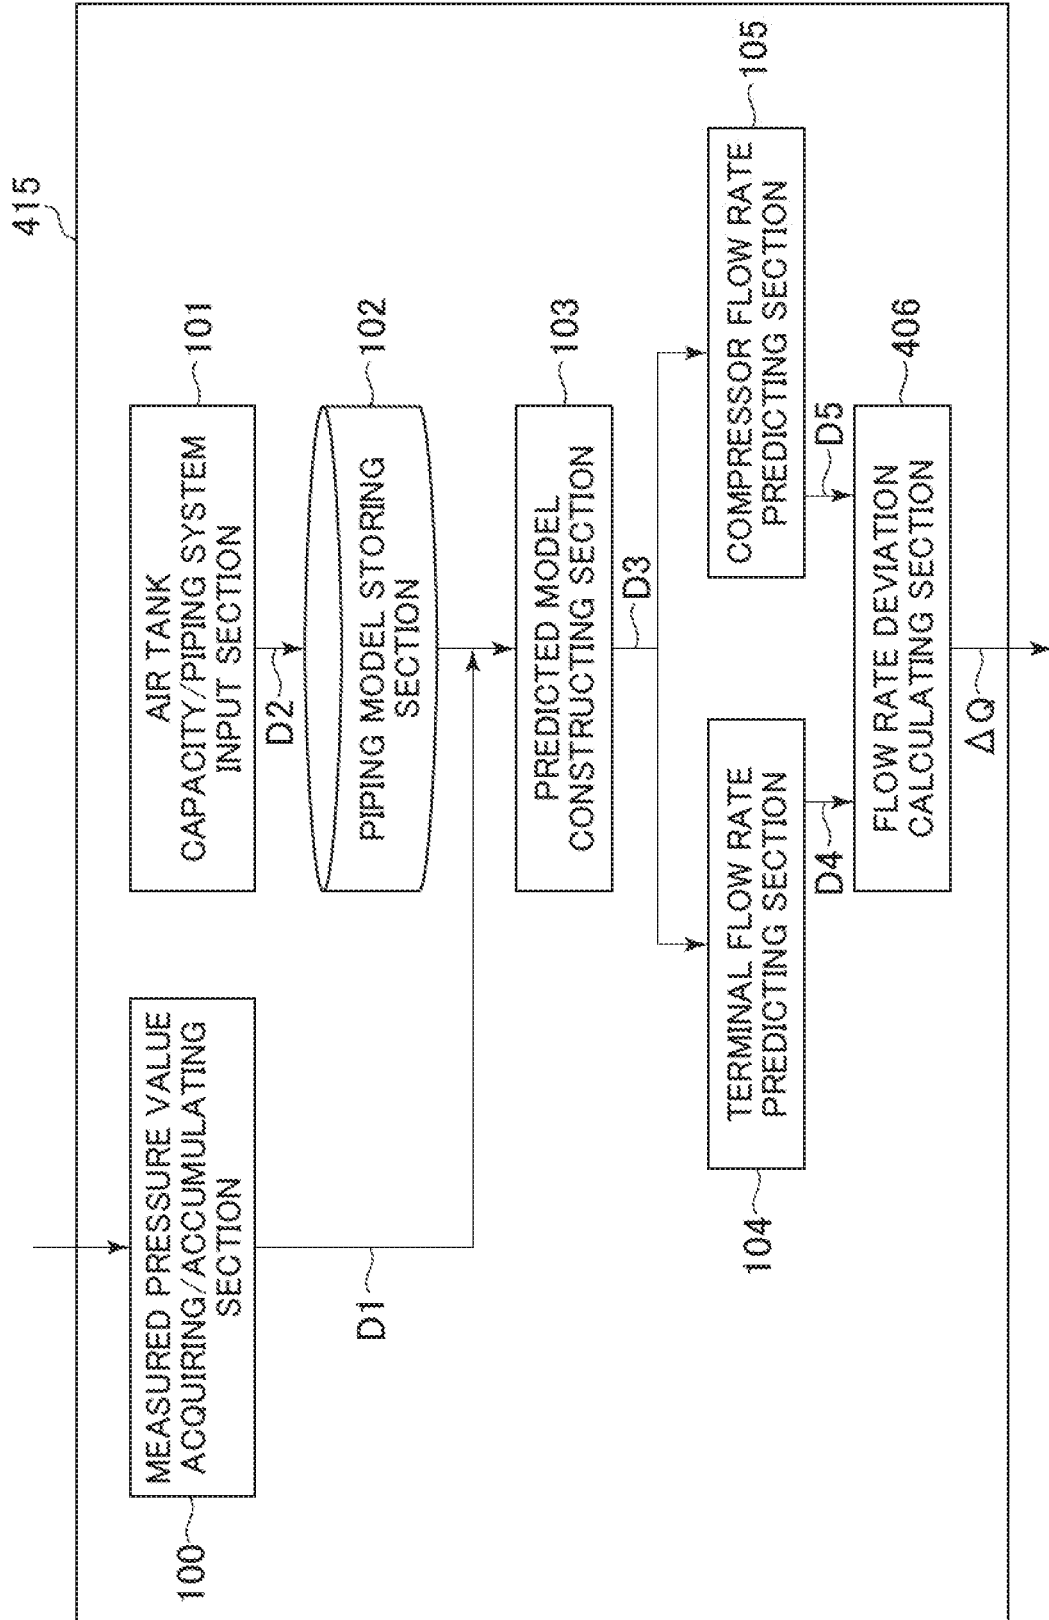 415
100
MEASURED PRESSURE VALUE
ACQUIRING/ACCUMULATING
SECTION
D1
AIR TANK
CAPACITY/PIPING SYSTEM
INPUT SECTION
101
D2
PIPING MODEL STORING
SECTION
102
PREDICTED MODEL
CONSTRUCTING SECTION
103
D3
104
TERMINAL FLOW RATE
PREDICTING SECTION
D4
COMPRESSOR FLOW RATE
PREDICTING SECTION
105
D5
FLOW RATE DEVIATION
CALCULATING SECTION
406
ΔQ